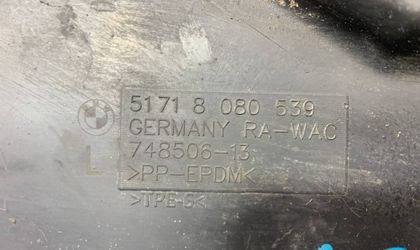 5171 8 080 539
GERMANY RA-WAC
748506-13
L
>PP-EPDM<
>TPE-S<